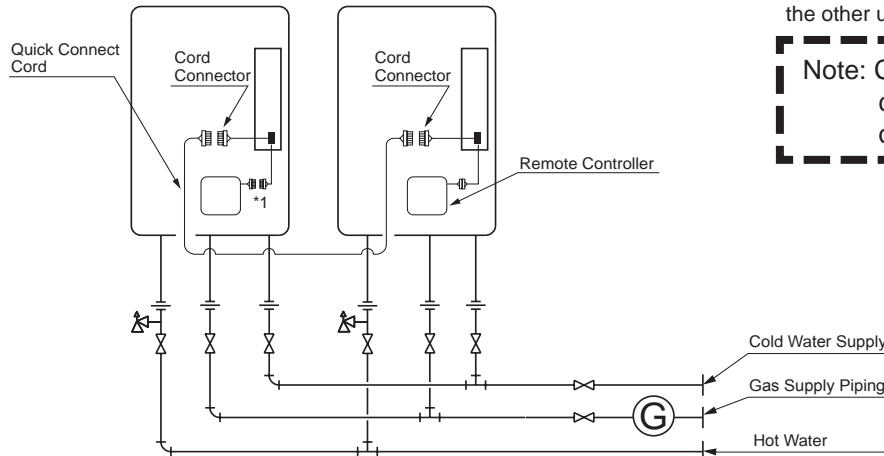 the other u
Note: C
Quick Connect
Cord
Cord
Connector
Cord
Connector
Remote Controller
*1
Cold Water Supply
Gas Supply Piping
G
Hot Water